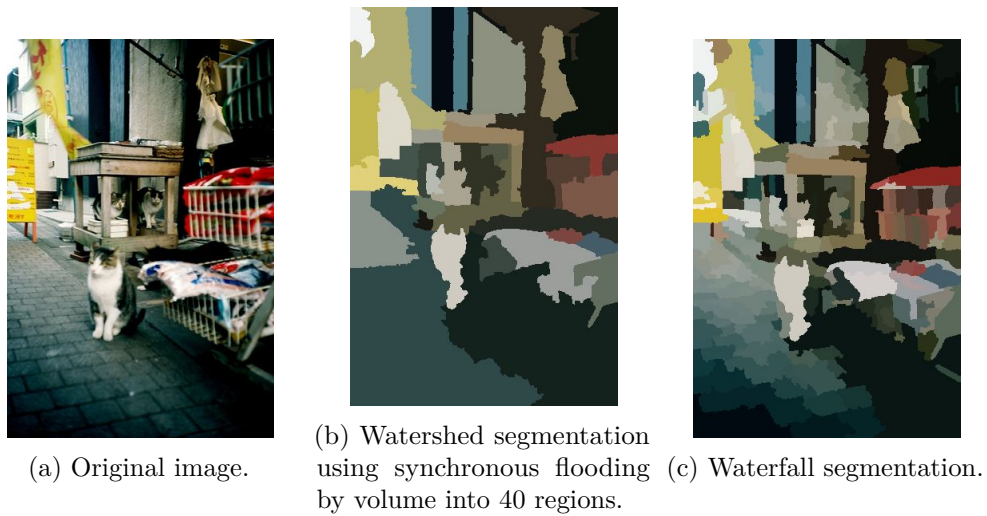 (a) Original image.
(b) Watershed segmentation
using synchronous flooding
by volume into 40 regions.
(c) Waterfall segmentation.